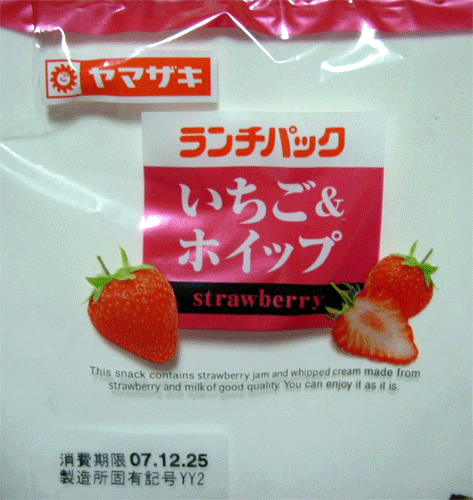 ヤマザキ
ランチパック
いちご&
ホイップ
strawberry
This snack contains strawberry jam and whipped cream made from
strawberry and milk of good quality. You can enjoy it as it is.
消費期限 07.12.25
製造所固有記号 YY2